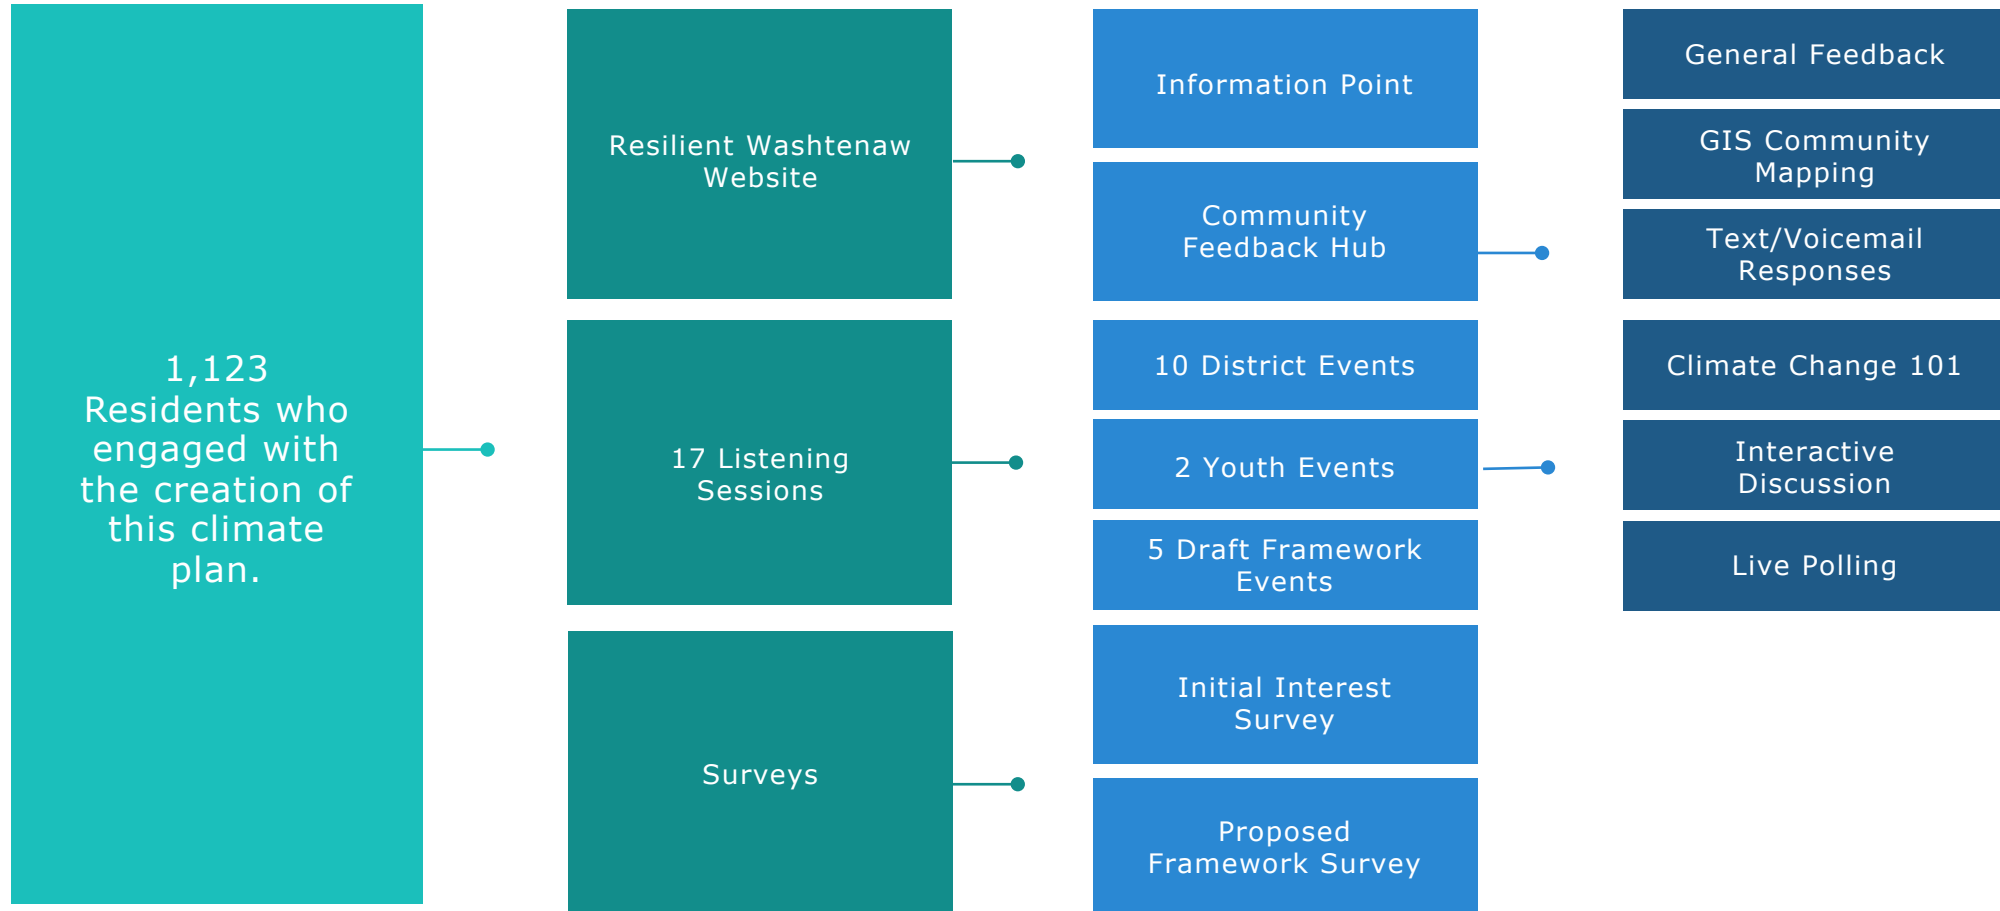 1,123
Residents who
engaged with
the creation of
this climate
plan.
Resilient Washtenaw
Website
Information Point
Community
Feedback Hub
General Feedback
GIS Community
Mapping
Text/Voicemail
Responses
17 Listening
Sessions
10 District Events
2 Youth Events
5 Draft Framework
Events
Climate Change 101
Interactive
Discussion
Live Polling
Surveys
Initial Interest
Survey
Proposed
Framework Survey